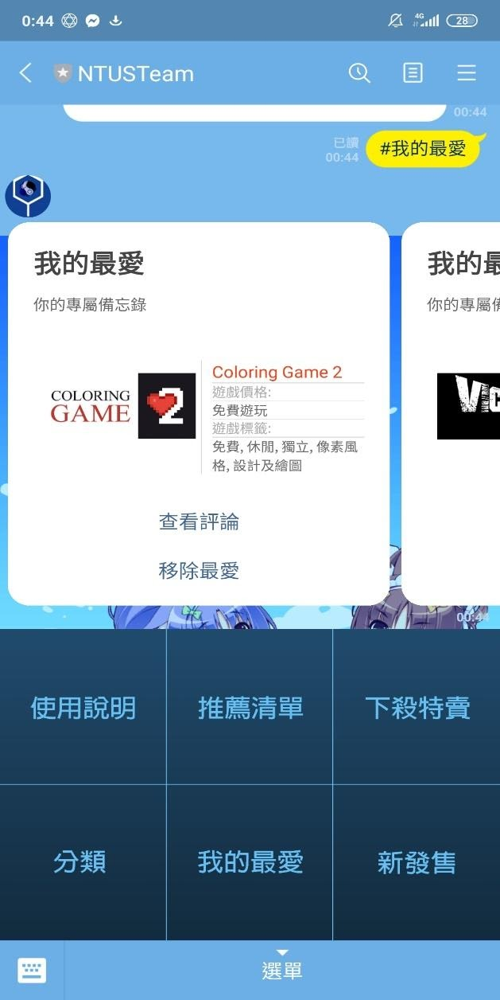 0:44
4G
28
NTUSTeam
00:44
已讀
00:44
#我的最愛
我的最愛
你的專屬備忘錄
COLORING
GAME
2
Coloring Game 2
遊戲價格:
免費遊玩
遊戲標籤:
免費, 休閒, 獨立, 像素風
格, 設計及繪圖
查看評論
移除最愛
我的最
你的專屬備
VIC
00:44
使用說明
推薦清單
下殺特賣
分類
我的最愛
新發售
選單